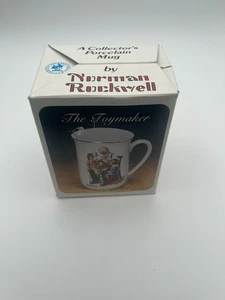 A Collector's
Porcelain
Mug
by
Norman
Rockwell
The Toymaker